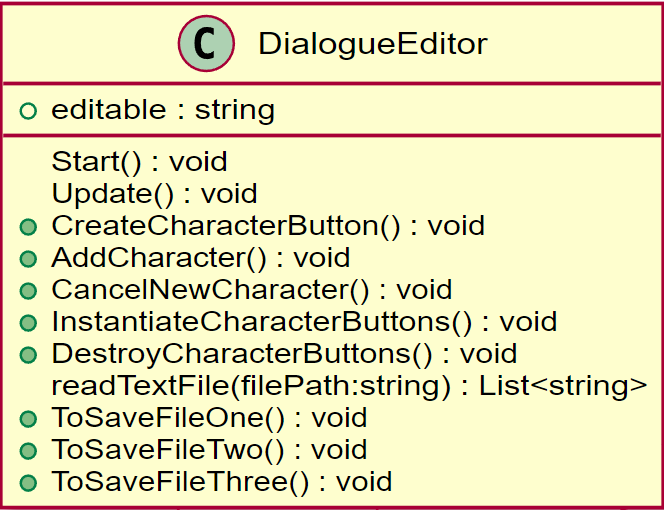 C DialogueEditor
editable : string
Start() : void
Update() : void
CreateCharacterButton() : void
AddCharacter() : void
CancelNewCharacter() : void
InstantiateCharacterButtons() : void
DestroyCharacterButtons() : void
readTextFile(filePath:string) : List<string>
ToSaveFileOne() : void
ToSaveFileTwo() : void
ToSaveFileThree() : void